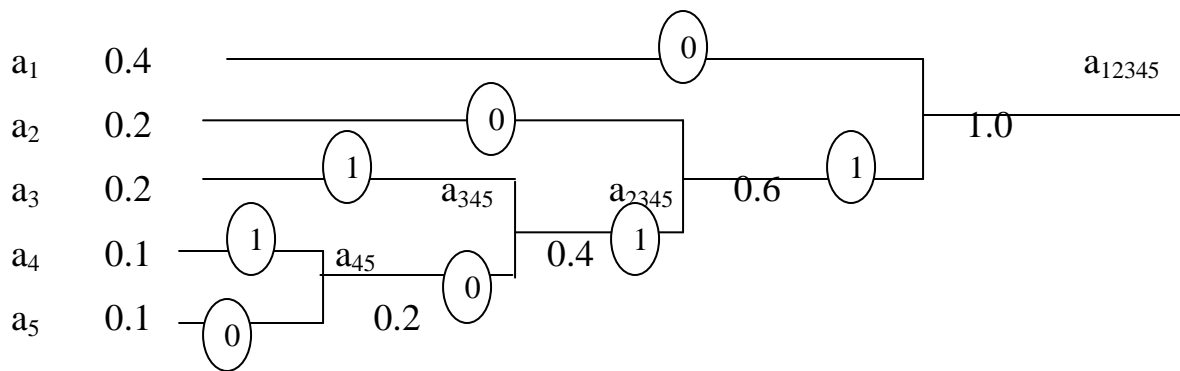 0
a₁ 0.4 a₁₂₃₄₅
a₂ 0.2 0 1.0
a₃ 0.2 1 a₃₄₅ a₂₃₄₅ 0.6 1
a₄ 0.1 1 a₄₅ 0.4 1
0
a₅ 0.1 0 0.2